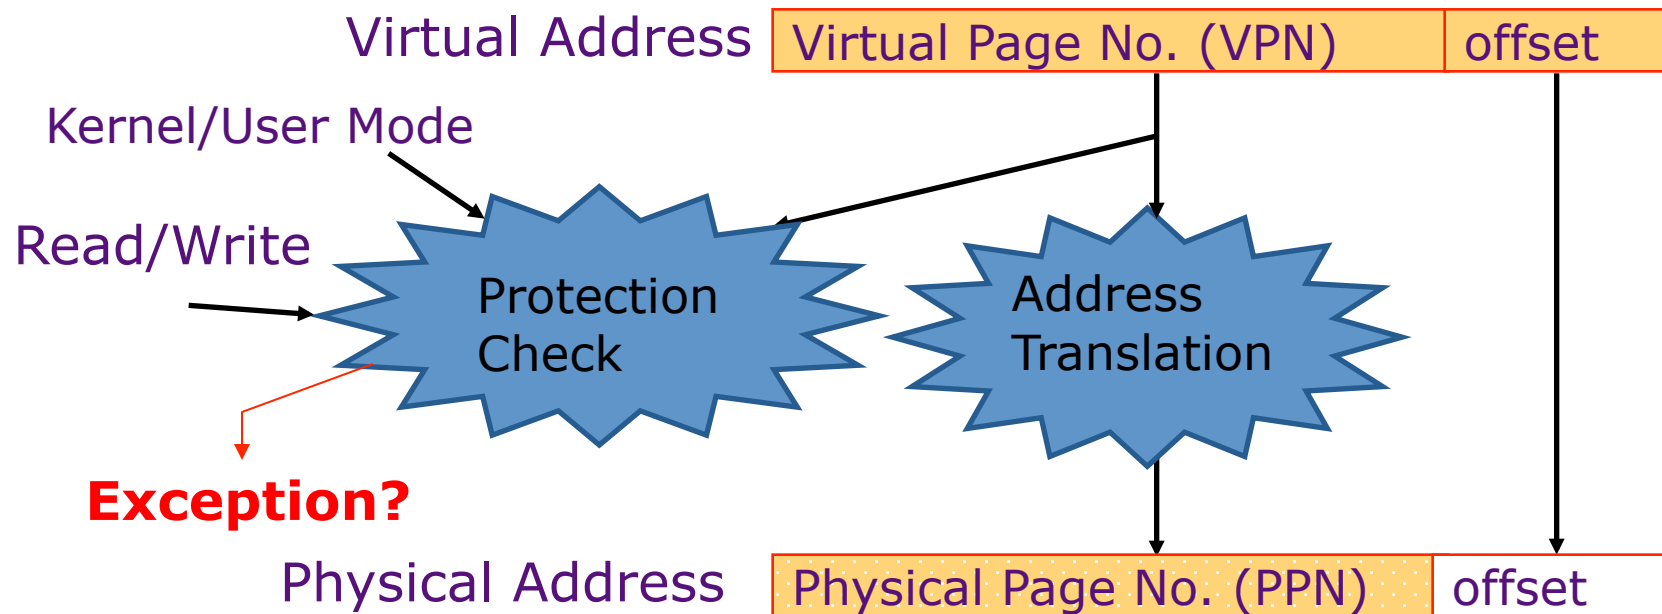 Virtual Address
Virtual Page No. (VPN)
offset
Kernel/User Mode
Read/Write
Protection
Check
Address
Translation
Exception?
Physical Address
Physical Page No. (PPN)
offset